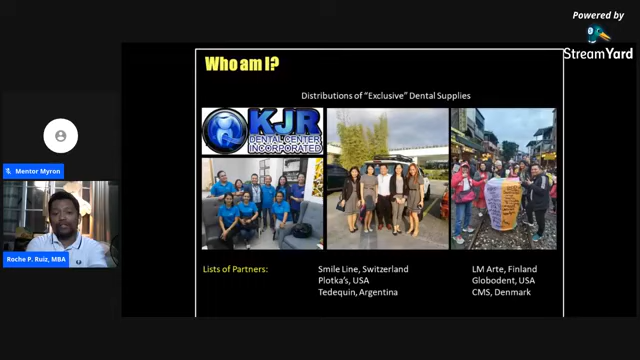 Powered by
StreamYard
Who am I?
Distributions of "Exclusive" Dental Supplies
KJR
DENTAL CENTER
INCORPORATED
Mentor Myron
Roche P. Ruiz, MBA
Lists of Partners:
Smile Line, Switzerland
Plotka's, USA
Tedequin, Argentina
LM Arte, Finland
Globodent, USA
CMS, Denmark